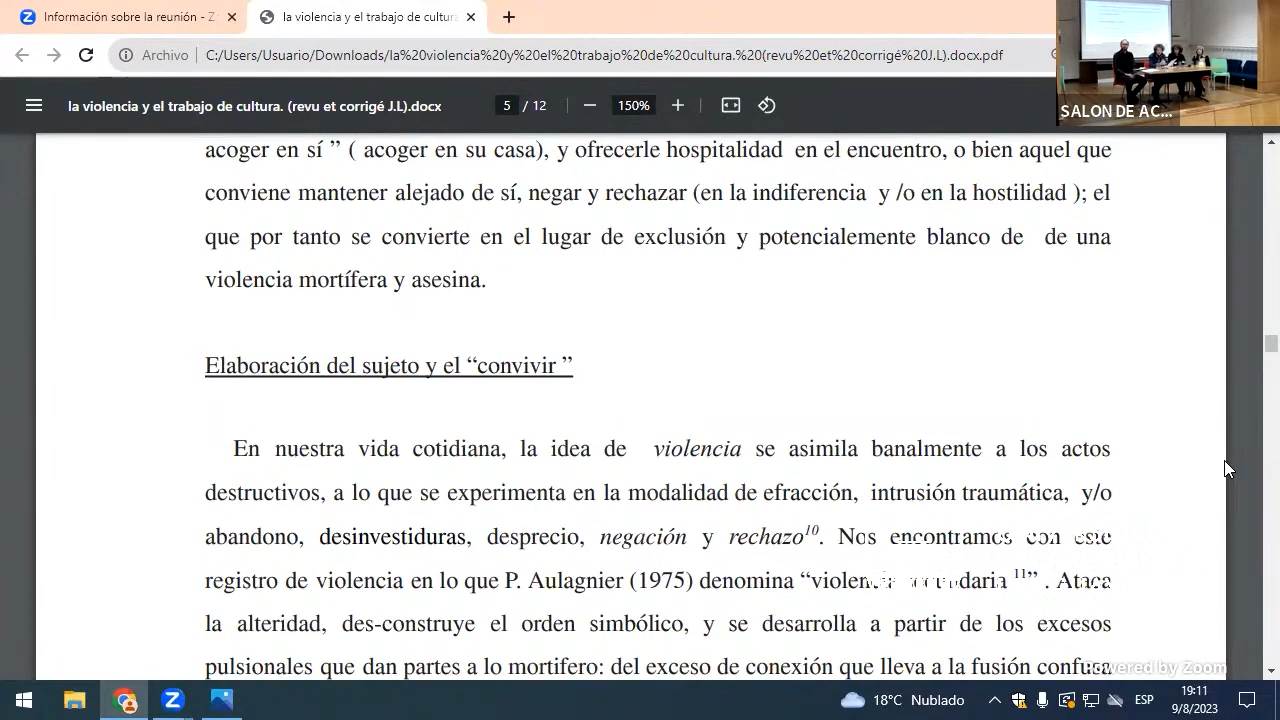 Información sobre la reunión - Z
la violencia y el trabajo de cultura
Archivo
C:/Users/Usuario/Downloads/la%20violencia%20y%20el%20trabajo%20de%20cultura.%20(revu%20et%20corrigé%20J.L).docx.pdf
la violencia y el trabajo de cultura. (revu et corrigé J.L).docx
5 / 12
150%
SALON DE AC...
acoger en sí ” ( acoger en su casa), y ofrecerle hospitalidad en el encuentro, o bien aquel que
conviene mantener alejado de sí, negar y rechazar (en la indiferencia y /o en la hostilidad ); el
que por tanto se convierte en el lugar de exclusión y potencialemente blanco de de una
violencia mortífera y asesina.
Elaboración del sujeto y el “convivir ”
En nuestra vida cotidiana, la idea de violencia se asimila banalmente a los actos
destructivos, a lo que se experimenta en la modalidad de efracción, intrusión traumática, y/o
abandono, desinvestiduras, desprecio, negación y rechazo10. Nos encontramos con este
registro de violencia en lo que P. Aulagnier (1975) denomina “violencia secundaria 11” . Ataca
la alteridad, des-construye el orden simbólico, y se desarrolla a partir de los excesos
pulsionales que dan partes a lo mortifero: del exceso de conexión que lleva a la fusión confusa
Powered by Zoom
18°C Nublado
ESP
19:11
9/8/2023